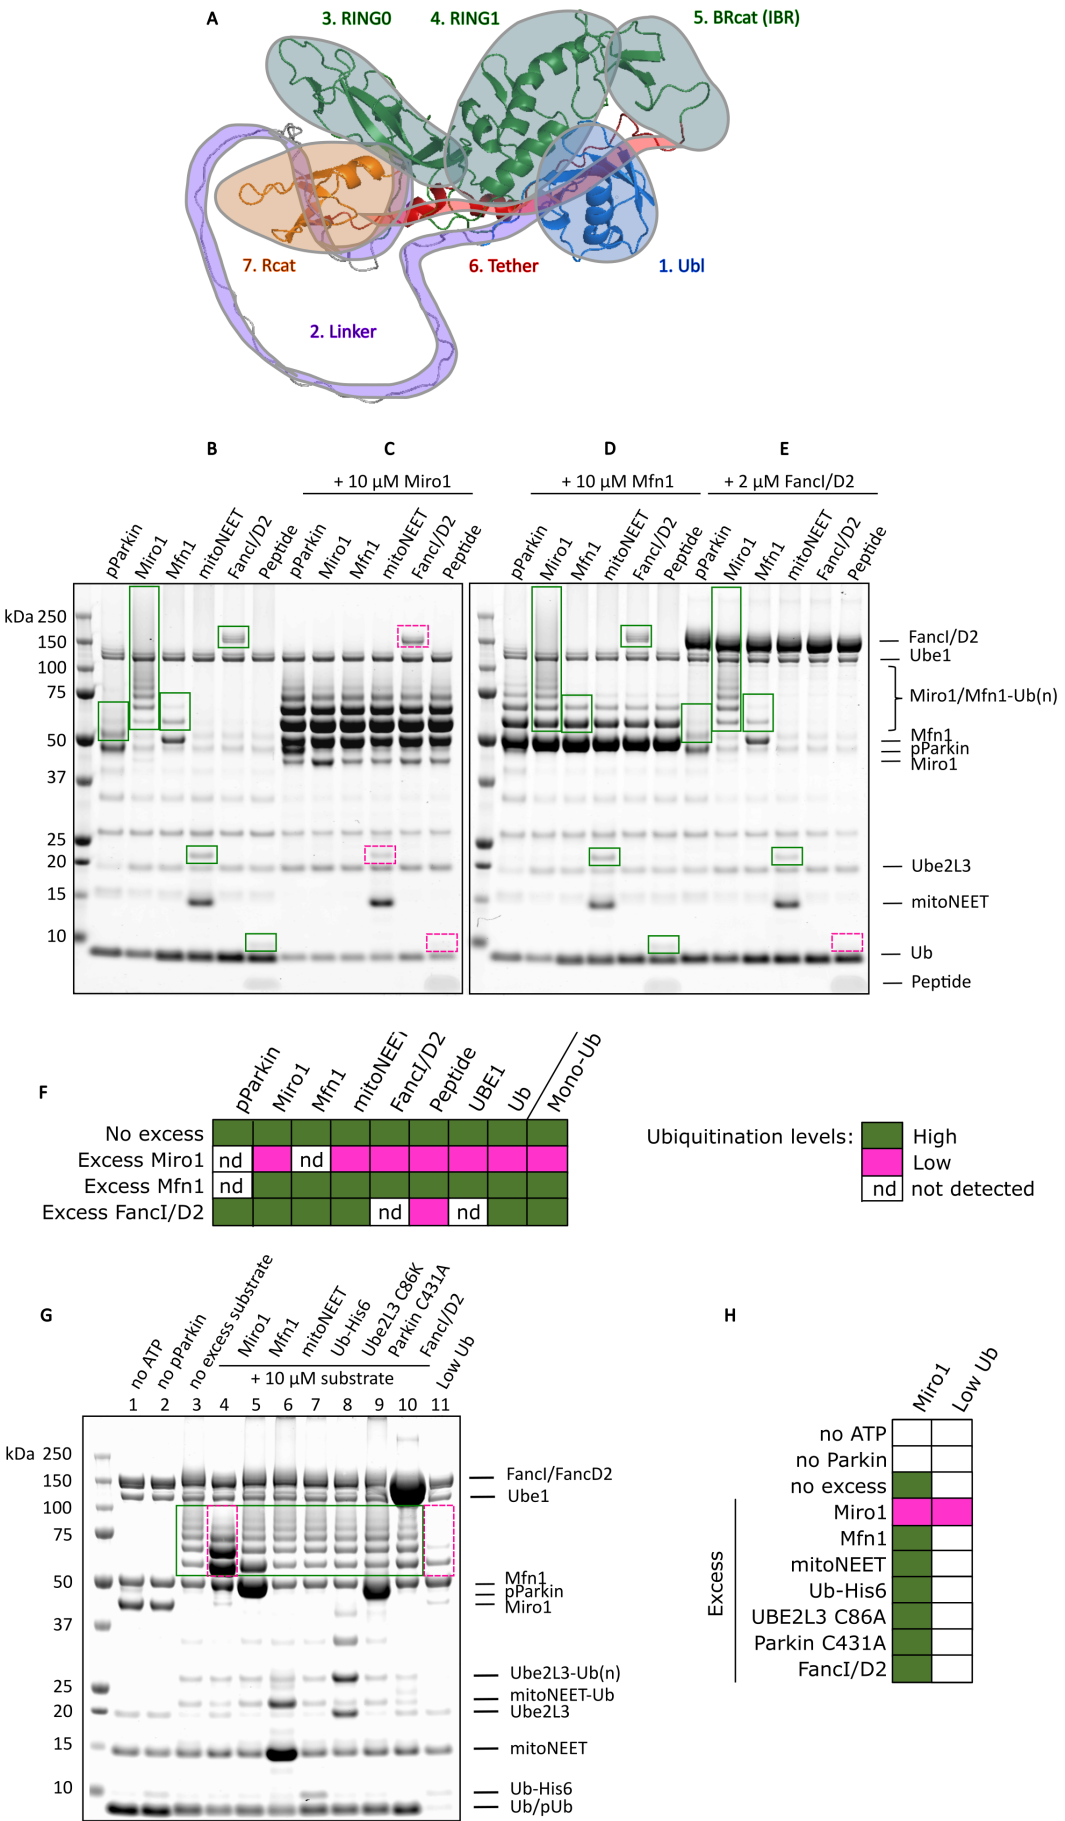 A
3. RING0
4. RING1
5. BRcat (IBR)
7. Rcat
6. Tether
1. Ubl
2. Linker
B
C
D
E
+ 10 µM Miro1
+ 10 µM Mfn1
+ 2 µM FancI/D2
pParkin
Miro1
Mfn1
mitoNEET
FancI/D2
Peptide
pParkin
Miro1
Mfn1
mitoNEET
FancI/D2
Peptide
pParkin
Miro1
Mfn1
mitoNEET
FancI/D2
Peptide
pParkin
Miro1
Mfn1
mitoNEET
FancI/D2
Peptide
kDa 250
150
100
75
50
37
25
20
15
10
FancI/D2
Ube1
Miro1/Mfn1-Ub(n)
Mfn1
pParkin
Miro1
Ube2L3
mitoNEET
Ub
Peptide
F
pParkin
Miro1
Mfn1
mitoNEET
FancI/D2
Peptide
UBE1
Ub
Mono-Ub
No excess
Excess Miro1
nd
nd
Excess Mfn1
nd
Excess FancI/D2
nd
nd
Ubiquitination levels:
High
Low
nd not detected
G
no ATP
no pParkin
no excess substrate
Miro1
Mfn1
mitoNEET
Ub-His6
Ube2L3 C86K
Parkin C431A
FancI/D2
Low Ub
+ 10 µM substrate
1 2 3 4 5 6 7 8 9 10 11
kDa 250
150
100
75
50
37
25
20
15
10
FancI/FancD2
Ube1
Mfn1
pParkin
Miro1
Ube2L3-Ub(n)
mitoNEET-Ub
Ube2L3
mitoNEET
Ub-His6
Ub/pUb
H
Miro1
Low Ub
no ATP
no Parkin
no excess
Excess
Miro1
Mfn1
mitoNEET
Ub-His6
UBE2L3 C86A
Parkin C431A
FancI/D2